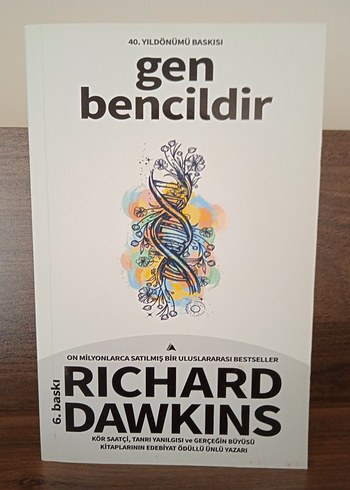 40. YILDÖNÜMÜ BASKISI
gen
bencildir
ON MİLYONLARCA SATILMIŞ BİR ULUSLARARASI BESTSELLER
6. baskı
RICHARD
DAWKINS
KÖR SAATÇİ, TANRI YANILGISI ve GERÇEĞİN BÜYÜSÜ
KİTAPLARININ EDEBİYAT ÖDÜLLÜ ÜNLÜ YAZARI